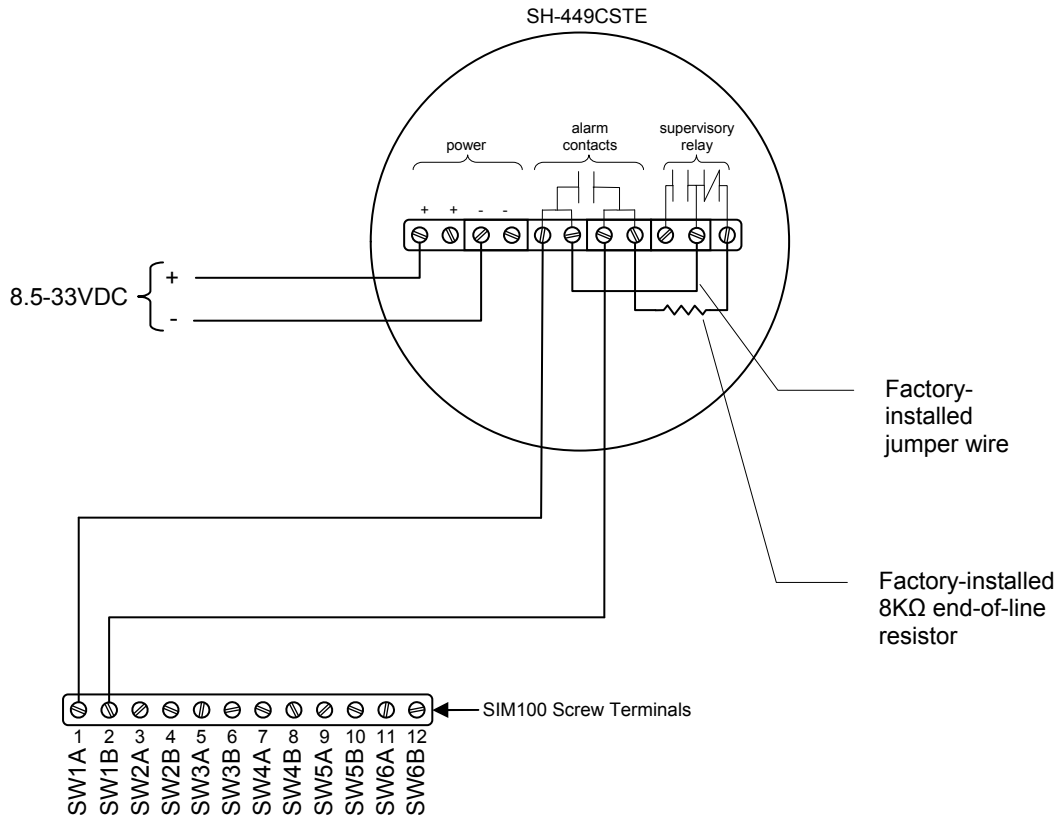 SH-449CSTE
power
alarm
contacts
supervisory
relay
+ + - -
8.5-33VDC
+
-
Factory-
installed
jumper wire
Factory-installed
8KΩ end-of-line
resistor
SIM100 Screw Terminals
1 2 3 4 5 6 7 8 9 10 11 12
SW1A
SW1B
SW2A
SW2B
SW3A
SW3B
SW4A
SW4B
SW5A
SW5B
SW6A
SW6B